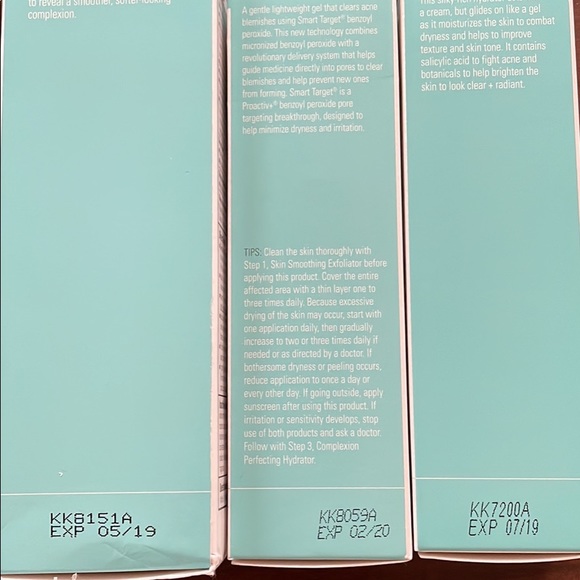 to reveal a smoother, softer looking
complexion.
KK8151A
EXP 05/19
A gentle lightweight gel that clears acne
blemishes using Smart Target® benzoyl
peroxide. This new technology combines
micronized benzoyl peroxide with a
revolutionary delivery system that helps
guide medicine directly into pores to clear
blemishes and help prevent new ones
from forming. Smart Target® is a
Proactiv+® benzoyl peroxide pore
targeting breakthrough, designed to
help minimize dryness and irritation.
TIPS: Clean the skin thoroughly with
Step 1, Skin Smoothing Exfoliator before
applying this product. Cover the entire
affected area with a thin layer one to
three times daily. Because excessive
drying of the skin may occur, start with
one application daily, then gradually
increase to two or three times daily if
needed or as directed by a doctor. If
bothersome dryness or peeling occurs,
reduce application to once a day or
every other day. If going outside, apply
sunscreen after using this product. If
irritation or sensitivity develops, stop
use of both products and ask a doctor.
Follow with Step 3, Complexion
Perfecting Hydrator.
KK8059A
EXP 02/20
a cream, but glides on like a gel
as it moisturizes the skin to combat
dryness and helps to improve
texture and skin tone. It contains
salicylic acid to fight acne and
botanicals to help brighten the
skin to look clear + radiant.
KK7200A
EXP 07/19